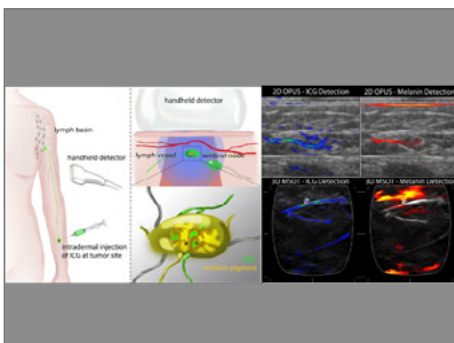 lymph basin
handheld detector
intradermal injection
of ICG at tumor site
handheld detector
lymph vessel
sentinel node
ICG
melanin pigment
2D OPUS - ICG Detection
2D OPUS - Melanin Detection
3D MSOT - ICG Detection
3D MSOT - Melanin Detection